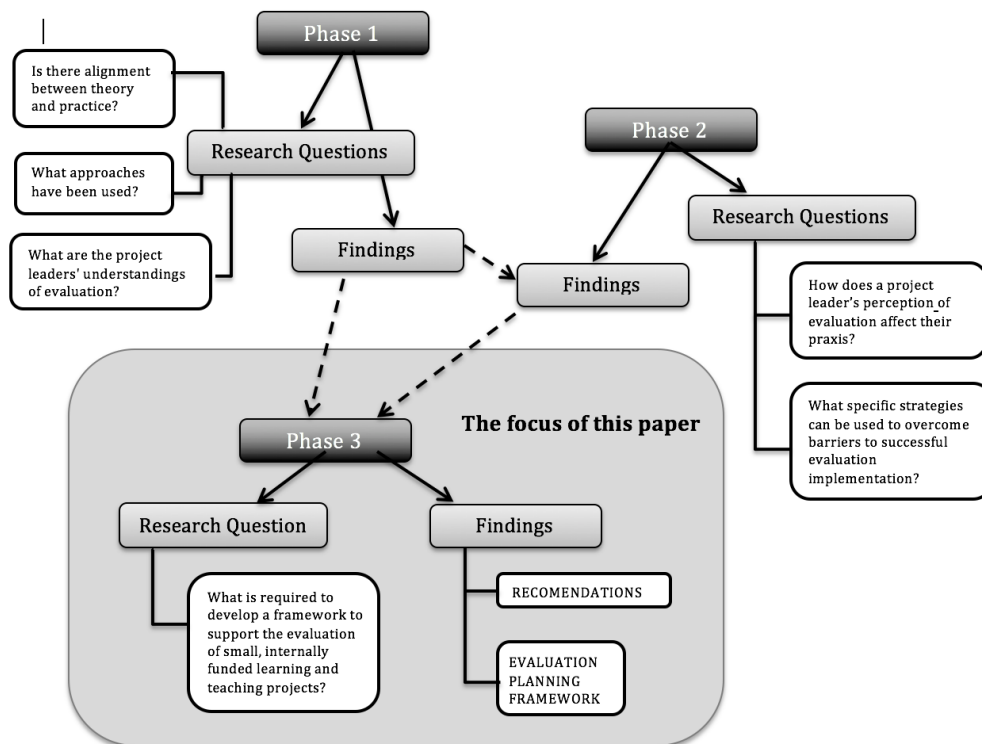 Phase 1
Is there alignment
between theory
and practice?
Research Questions
What approaches
have been used?
What are the project
leaders' understandings
of evaluation?
Findings
Phase 2
Research Questions
Findings
How does a project
leader's perception of
evaluation affect their
praxis?
What specific strategies
can be used to overcome
barriers to successful
evaluation
implementation?
The focus of this paper
Phase 3
Research Question
What is required to
develop a framework to
support the evaluation
of small, internally
funded learning and
teaching projects?
Findings
RECOMENDATIONS
EVALUATION
PLANNING
FRAMEWORK